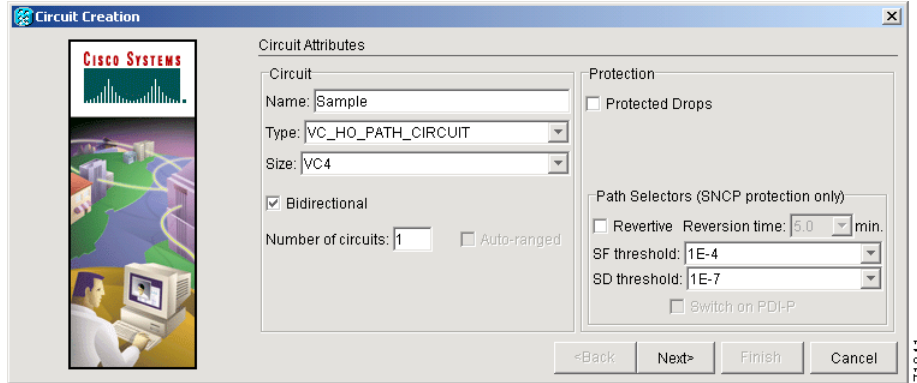 Circuit Creation
CISCO SYSTEMS
Circuit Attributes
Circuit
Name: Sample
Type: VC_HO_PATH_CIRCUIT
Size: VC4
Bidirectional
Number of circuits: 1 Auto-ranged
Protection
Protected Drops
Path Selectors (SNCP protection only)
Revertive Reversion time: 5.0 min.
SF threshold: 1E-4
SD threshold: 1E-7
Switch on PDI-P
<Back Next> Finish Cancel